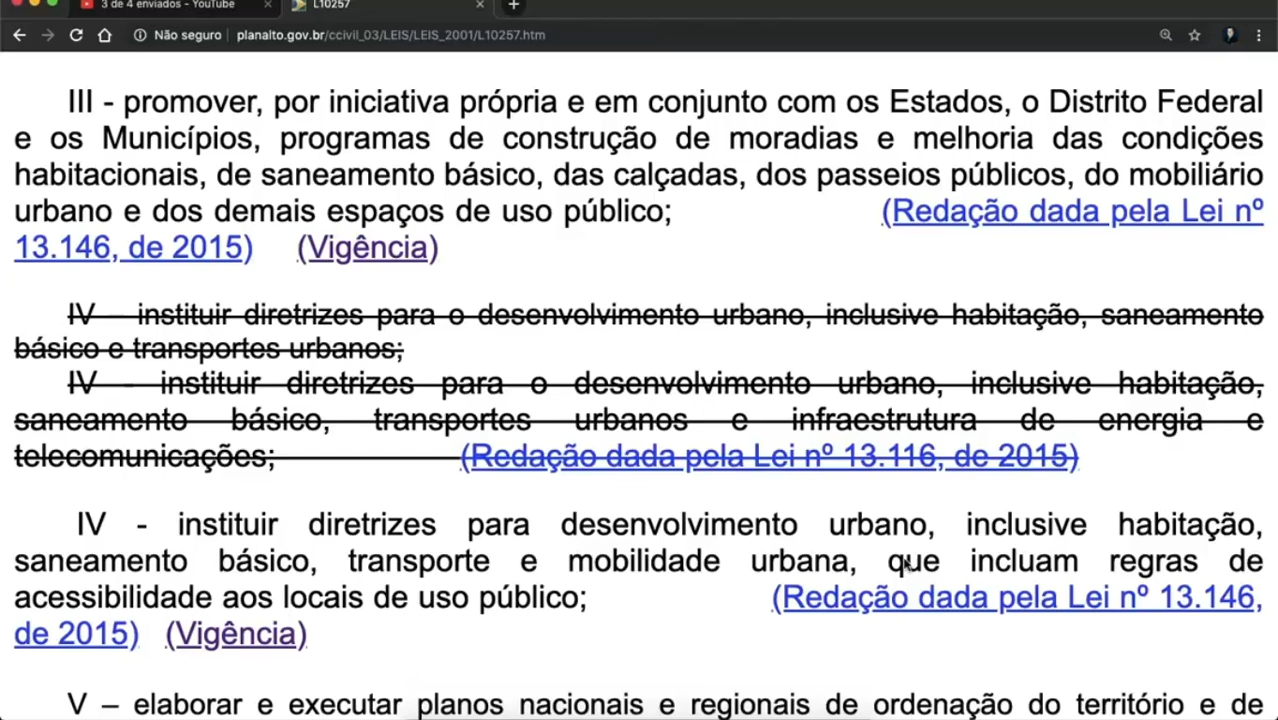 3 de 4 enviados - YouTube × L10257 × +
Não seguro | planalto.gov.br/ccivil_03/LEIS/LEIS_2001/L10257.htm
III - promover, por iniciativa própria e em conjunto com os Estados, o Distrito Federal
e os Municípios, programas de construção de moradias e melhoria das condições
habitacionais, de saneamento básico, das calçadas, dos passeios públicos, do mobiliário
urbano e dos demais espaços de uso público; (Redação dada pela Lei nº
13.146, de 2015) (Vigência)
IV – instituir diretrizes para o desenvolvimento urbano, inclusive habitação, saneamento
básico e transportes urbanos;
IV - instituir diretrizes para o desenvolvimento urbano, inclusive habitação,
saneamento básico, transportes urbanos e infraestrutura de energia e
telecomunicações; (Redação dada pela Lei nº 13.116, de 2015)
IV - instituir diretrizes para desenvolvimento urbano, inclusive habitação,
saneamento básico, transporte e mobilidade urbana, que incluam regras de
acessibilidade aos locais de uso público; (Redação dada pela Lei nº 13.146,
de 2015) (Vigência)
V – elaborar e executar planos nacionais e regionais de ordenação do território e de